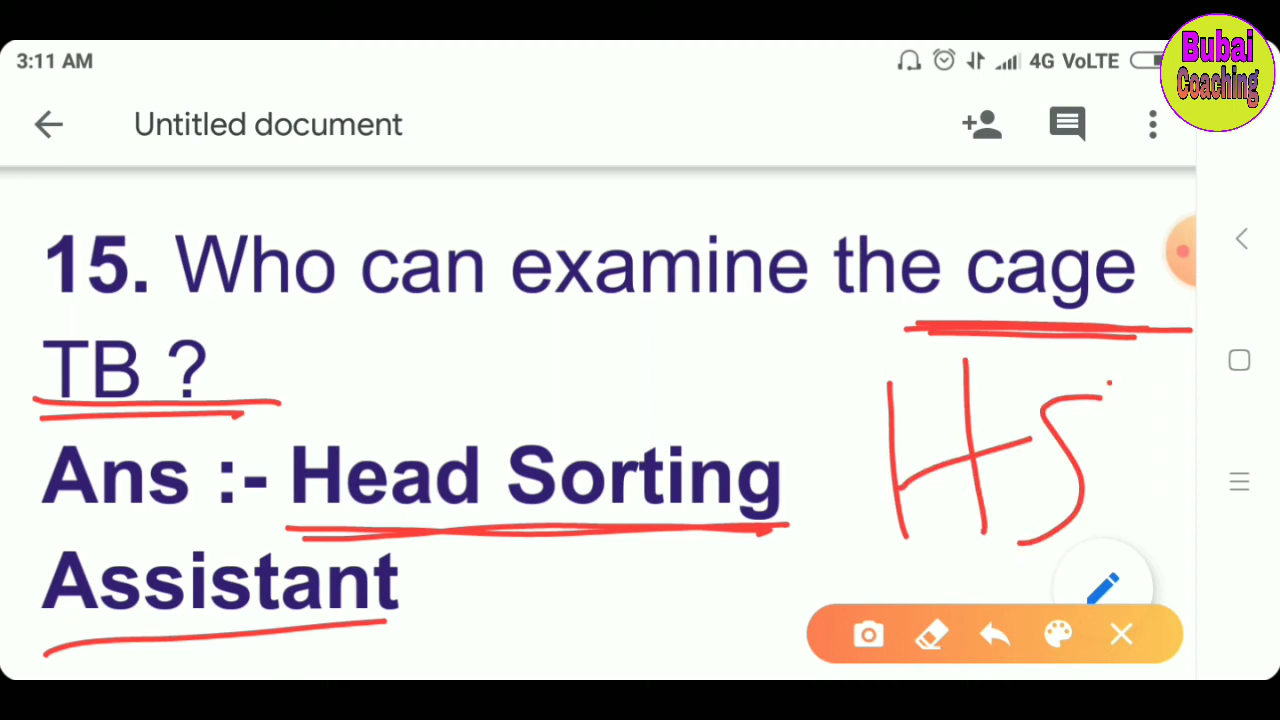 3:11 AM
4G VoLTE
Bubai
Coaching
Untitled document
15. Who can examine the cage
TB ?
Ans :- Head Sorting
Assistant
HS